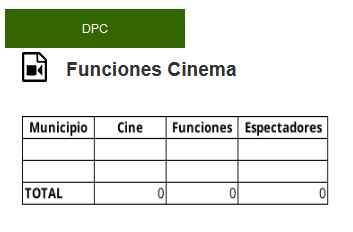 DPC
Funciones Cinema
Municipio Cine Funciones Espectadores
TOTAL 0 0 0